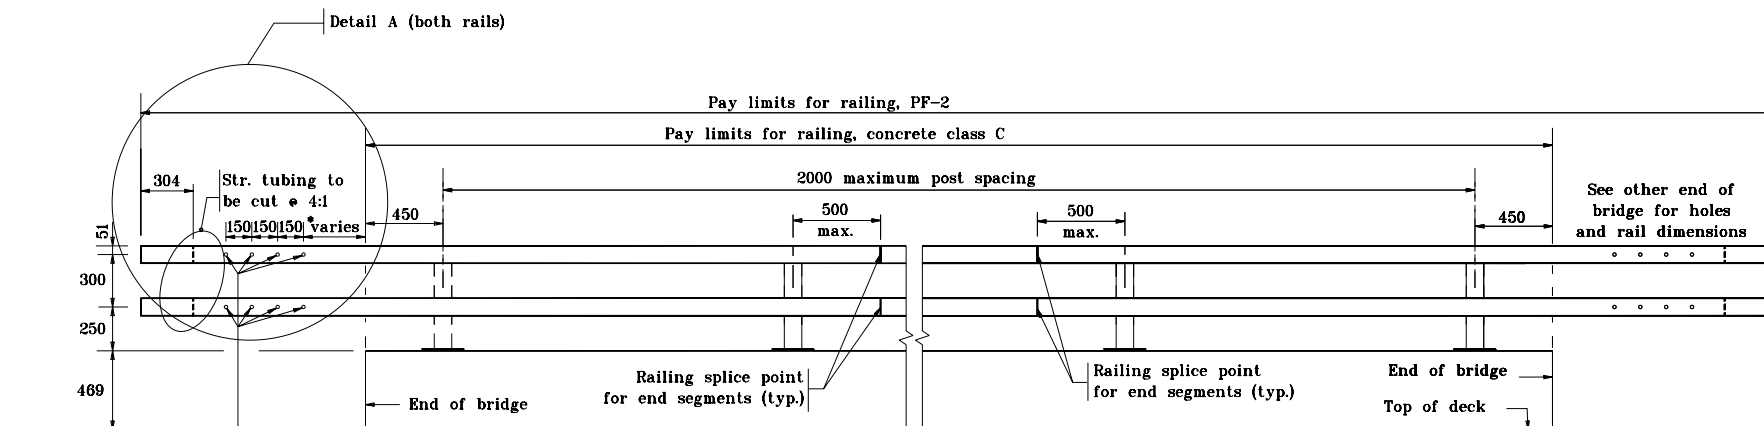 Detail A (both rails)
Pay limits for railing, PF-2
Pay limits for railing, concrete class C
304
Str. tubing to
be cut @ 4:1
2000 maximum post spacing
450
500
max.
500
max.
450
See other end of
bridge for holes
and rail dimensions
51
150 150 150 *varies
300
250
469
Railing splice point
for end segments (typ.)
Railing splice point
for end segments (typ.)
End of bridge
End of bridge
Top of deck